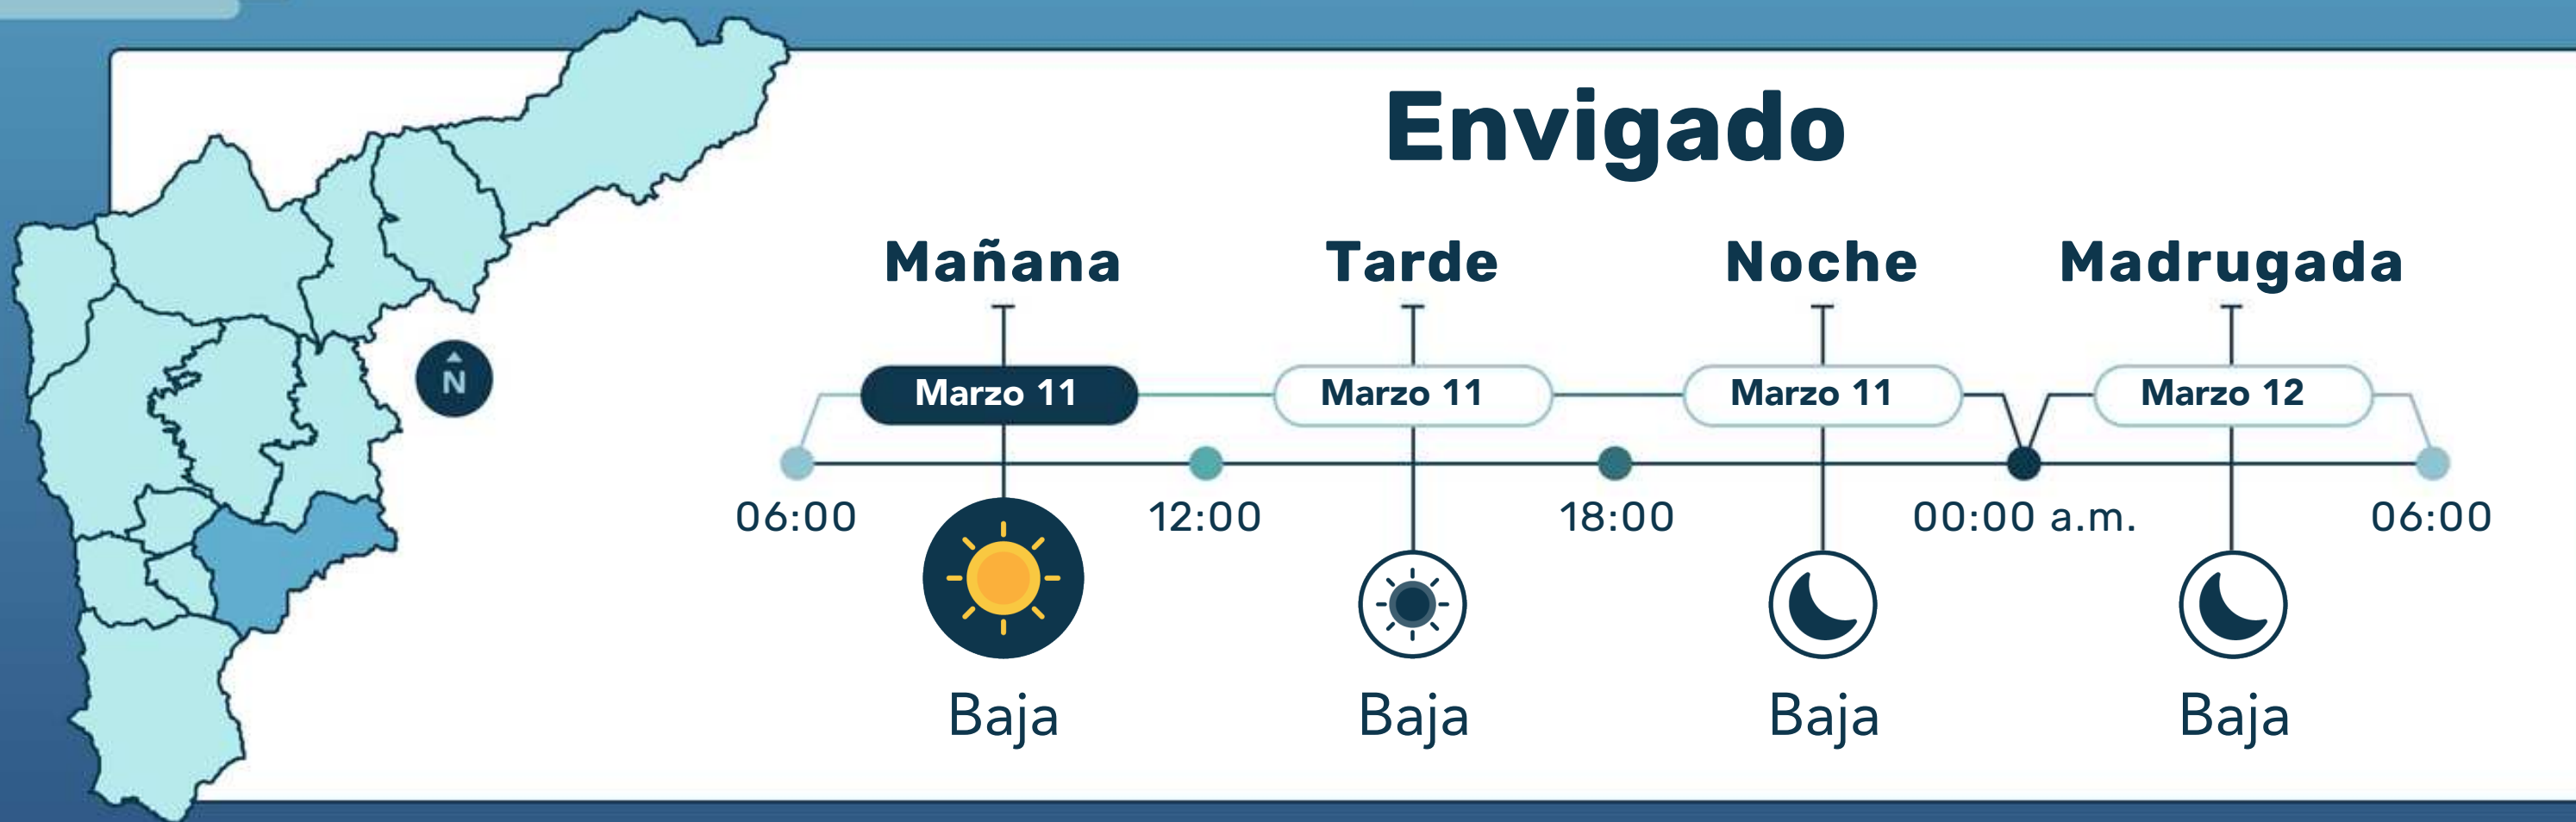 Envigado
Mañana Tarde Noche Madrugada
N
Marzo 11 Marzo 11 Marzo 11 Marzo 12
06:00 12:00 18:00 00:00 a.m. 06:00
Baja Baja Baja Baja